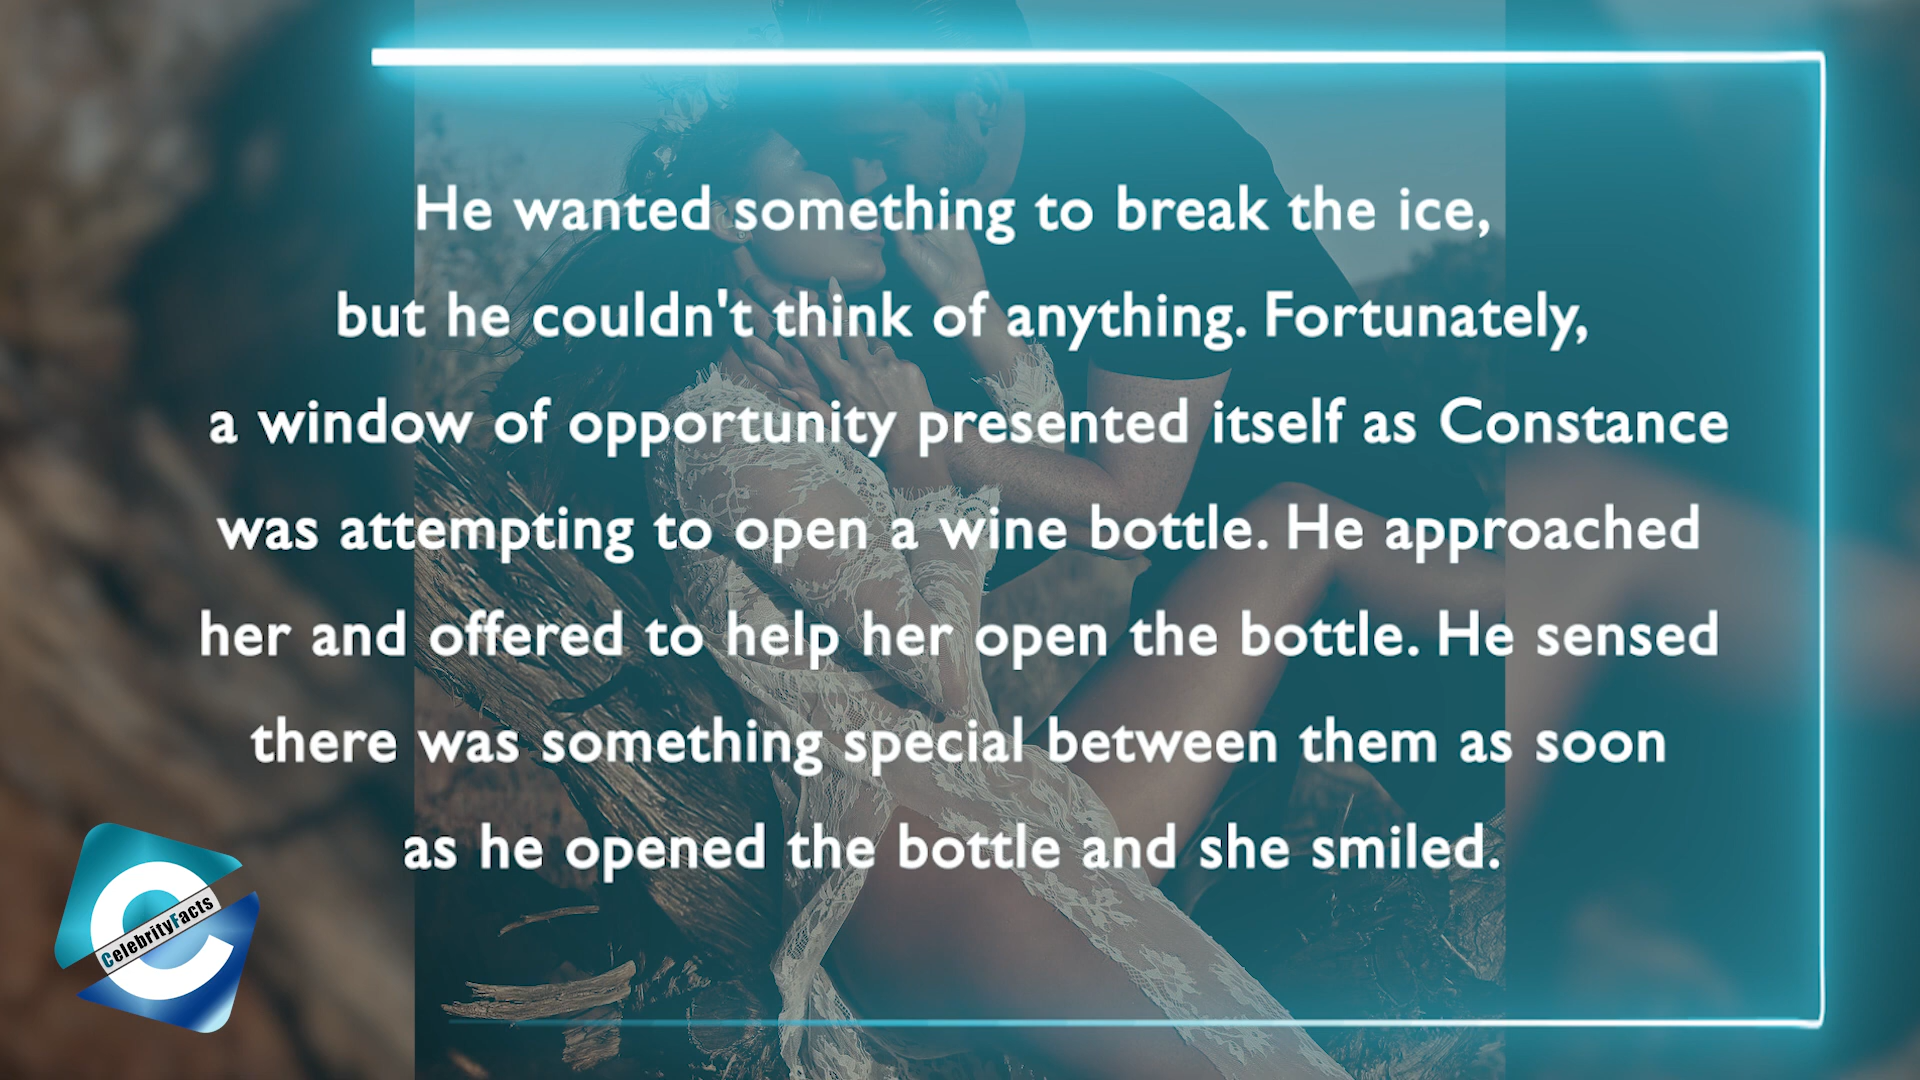 He wanted something to break the ice,
but he couldn't think of anything. Fortunately,
a window of opportunity presented itself as Constance
was attempting to open a wine bottle. He approached
her and offered to help her open the bottle. He sensed
there was something special between them as soon
as he opened the bottle and she smiled.
CelebrityFacts